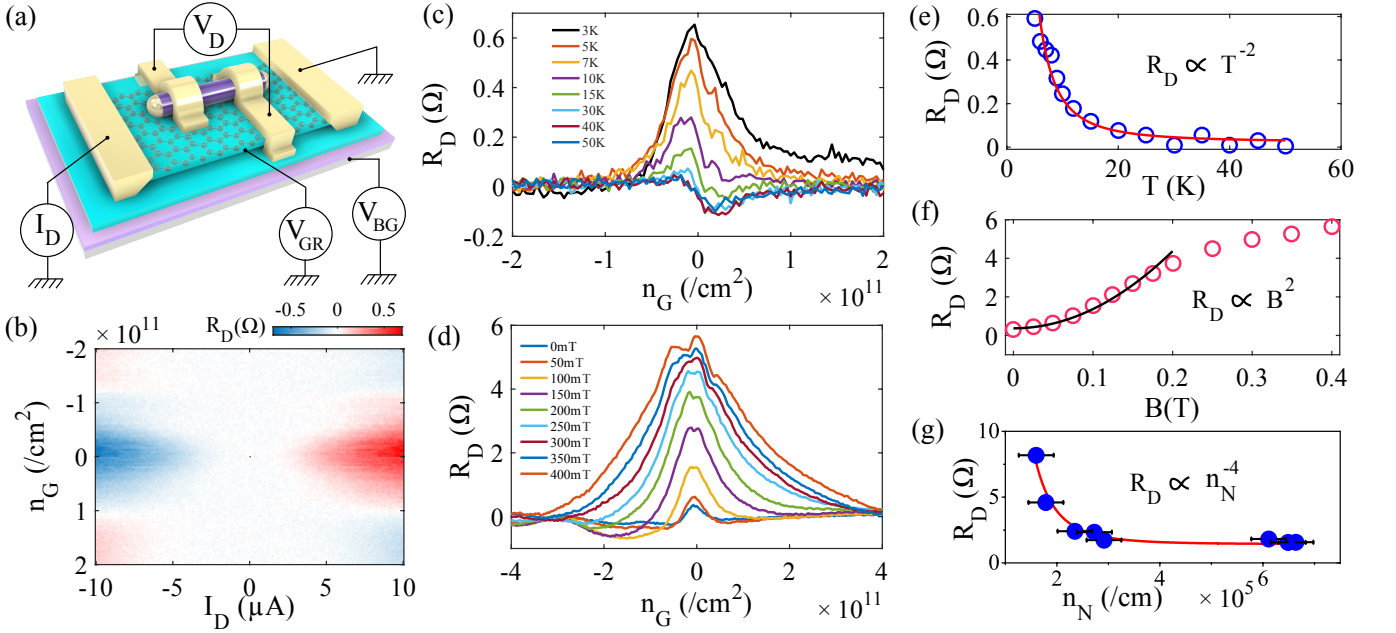 (a)
V_D
I_D
V_GR
V_BG
(b)
× 10^11
-0.5 0 0.5
R_D(Ω)
-2
-1
0
1
2
n_G (/cm^2)
-10 -5 0 5 10
I_D (µA)
(c)
R_D (Ω)
0.6
0.4
0.2
0
-0.2
3K
5K
7K
10K
15K
30K
40K
50K
-2 -1 0 1 2
n_G (/cm^2)
× 10^11
(d)
R_D (Ω)
6
4
2
0
0mT
50mT
100mT
150mT
200mT
250mT
300mT
350mT
400mT
-4 -2 0 2 4
n_G (/cm^2)
× 10^11
(e)
R_D (Ω)
0.6
0.4
0.2
0
R_D ∝ T^-2
0 20 40 60
T (K)
(f)
R_D (Ω)
6
4
2
0
R_D ∝ B^2
0 0.1 0.2 0.3 0.4
B(T)
(g)
R_D (Ω)
10
5
0
R_D ∝ n_N^-4
2 4 6
n_N (/cm)
× 10^5